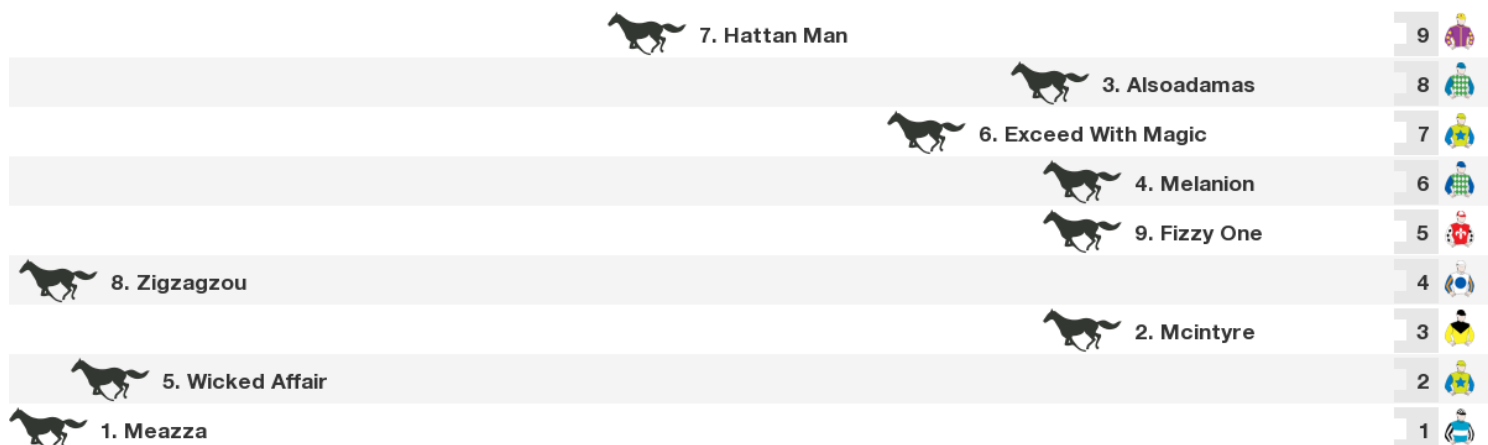 7. Hattan Man 9
3. Alsoadamas 8
6. Exceed With Magic 7
4. Melanion 6
9. Fizzy One 5
8. Zigzagzou 4
2. Mcintyre 3
5. Wicked Affair 2
1. Meazza 1